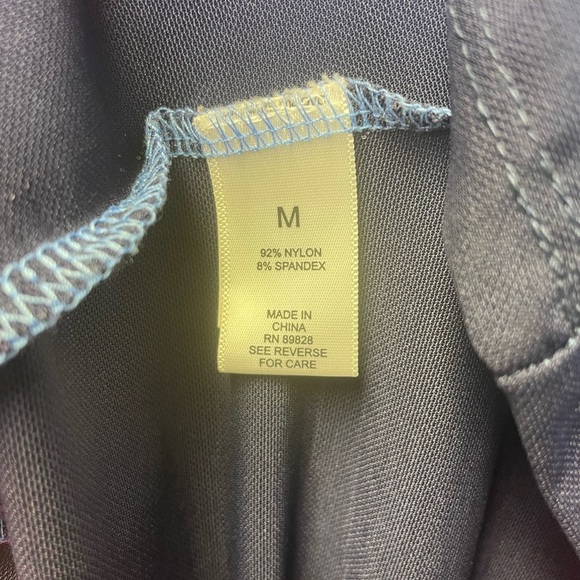 M
92% NYLON
8% SPANDEX
MADE IN
CHINA
RN 89828
SEE REVERSE
FOR CARE